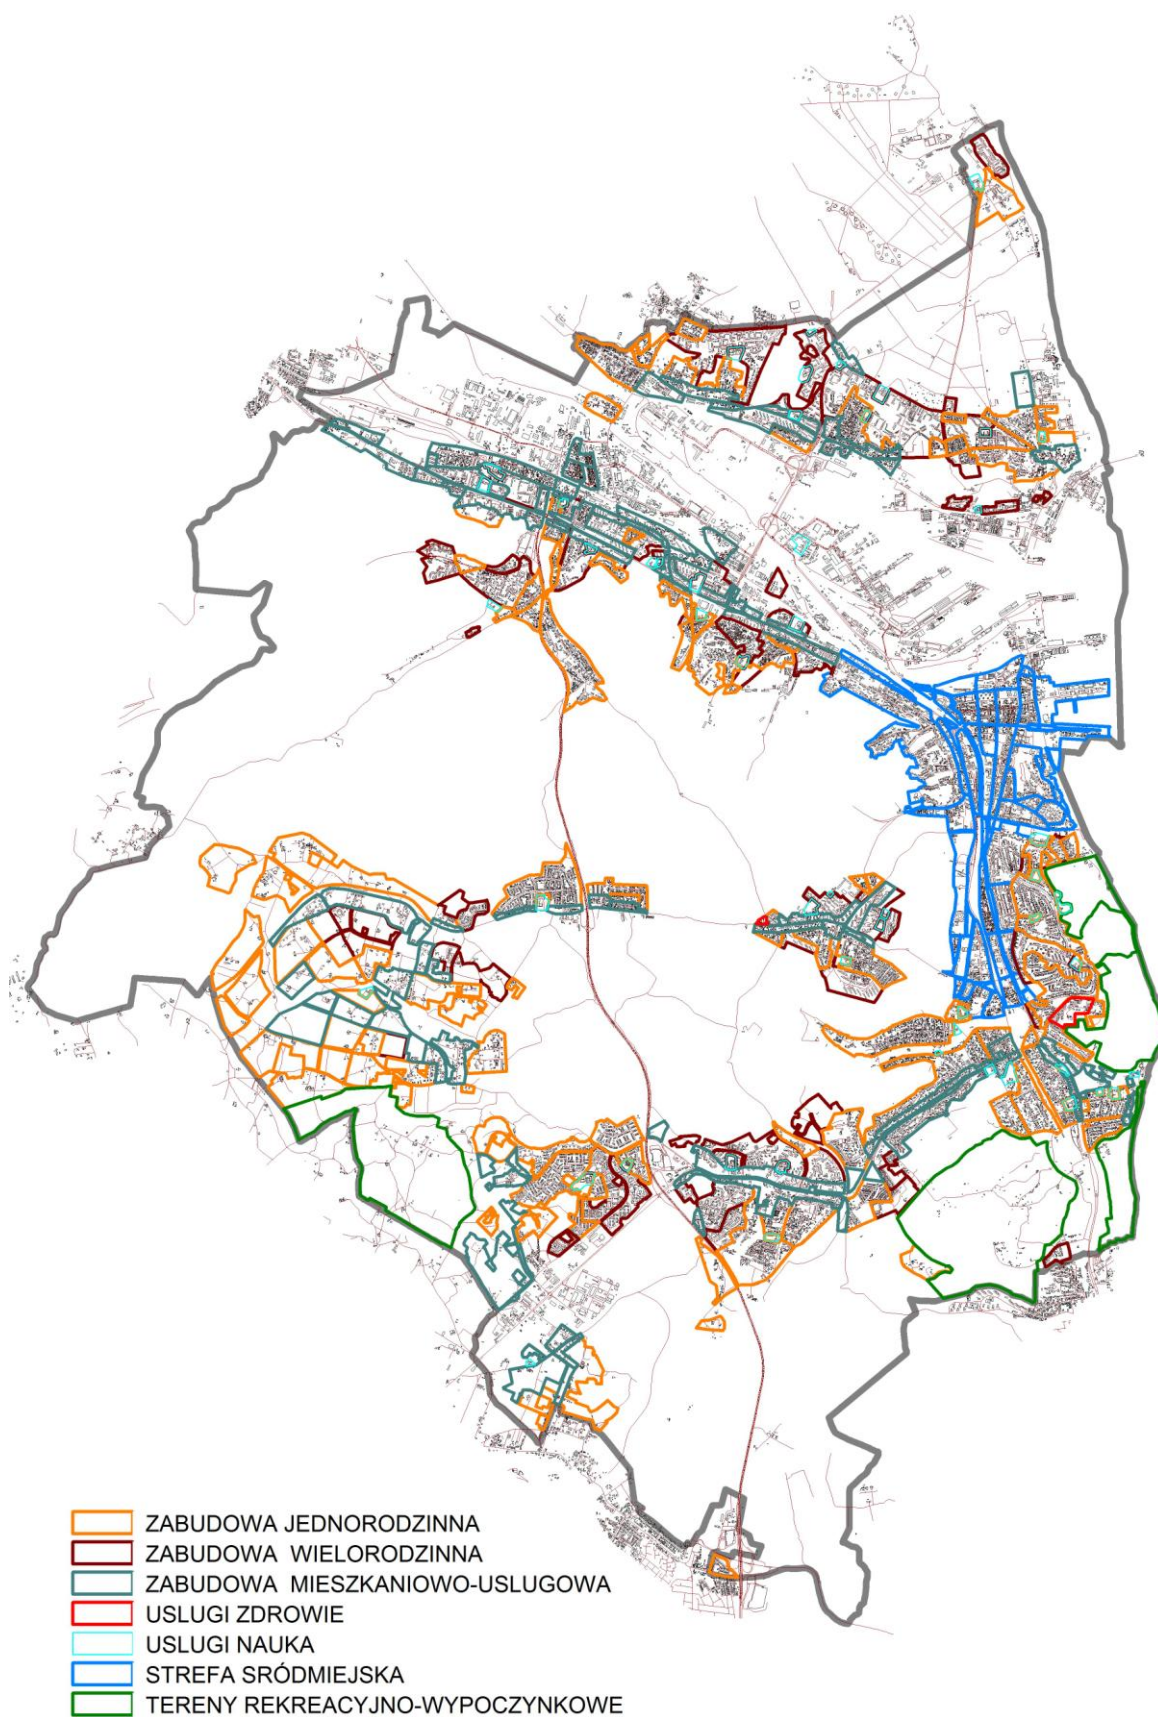 ZABUDOWA JEDNORODZINNA
ZABUDOWA WIELORODZINNA
ZABUDOWA MIESZKANIOWO-USLUGOWA
USLUGI ZDROWIE
USLUGI NAUKA
STREFA SRÓDMIEJSKA
TERENY REKREACYJNO-WYPOCZYNKOWE